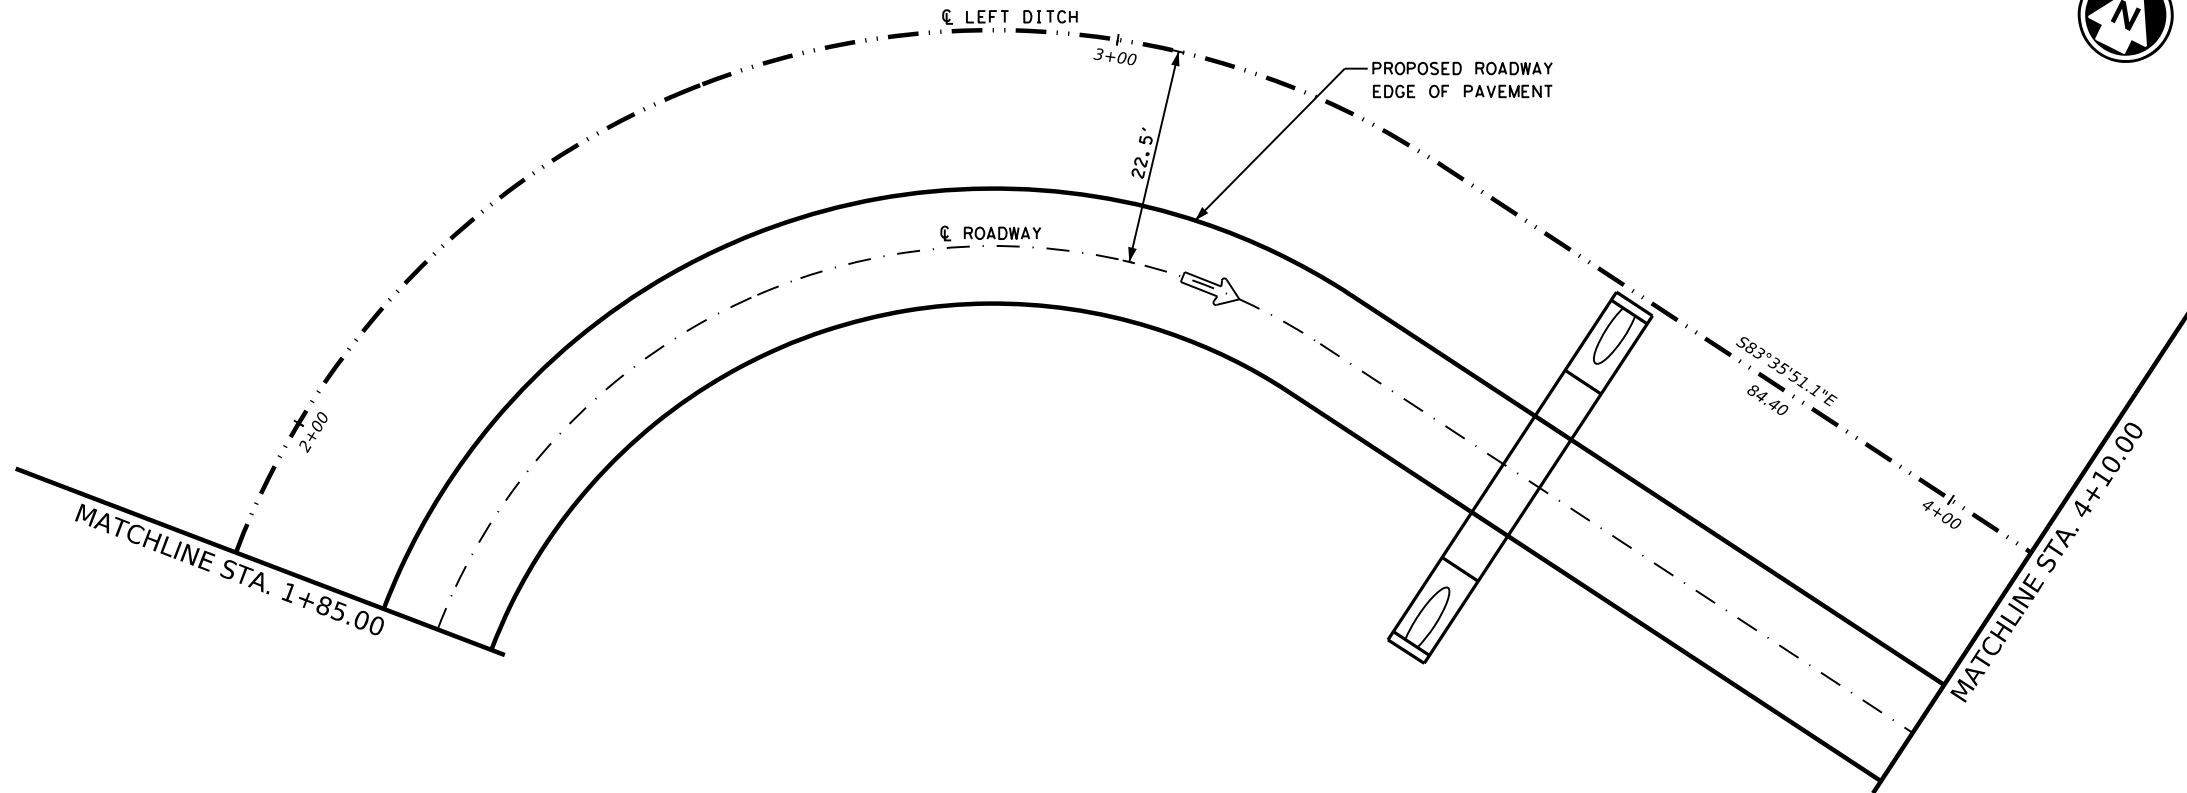 ℄ LEFT DITCH
N
3+00
PROPOSED ROADWAY
EDGE OF PAVEMENT
22.5'
℄ ROADWAY
S83°35'51.1"E
84.40
2+00
4+00
MATCHLINE STA. 1+85.00
MATCHLINE STA. 4+10.00